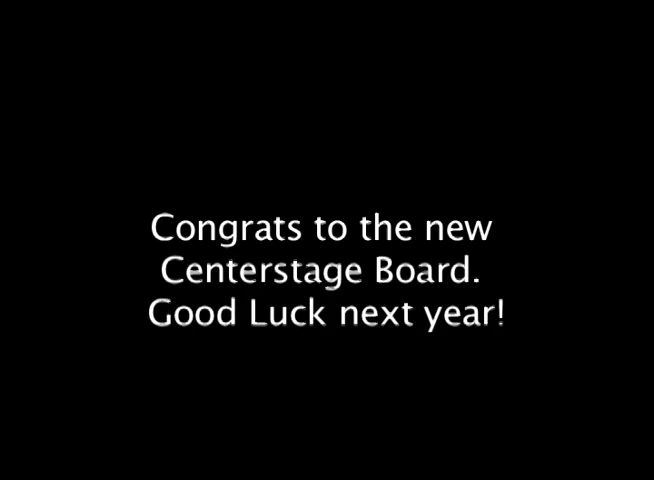 Congrats to the new
Centerstage Board.
Good Luck next year!